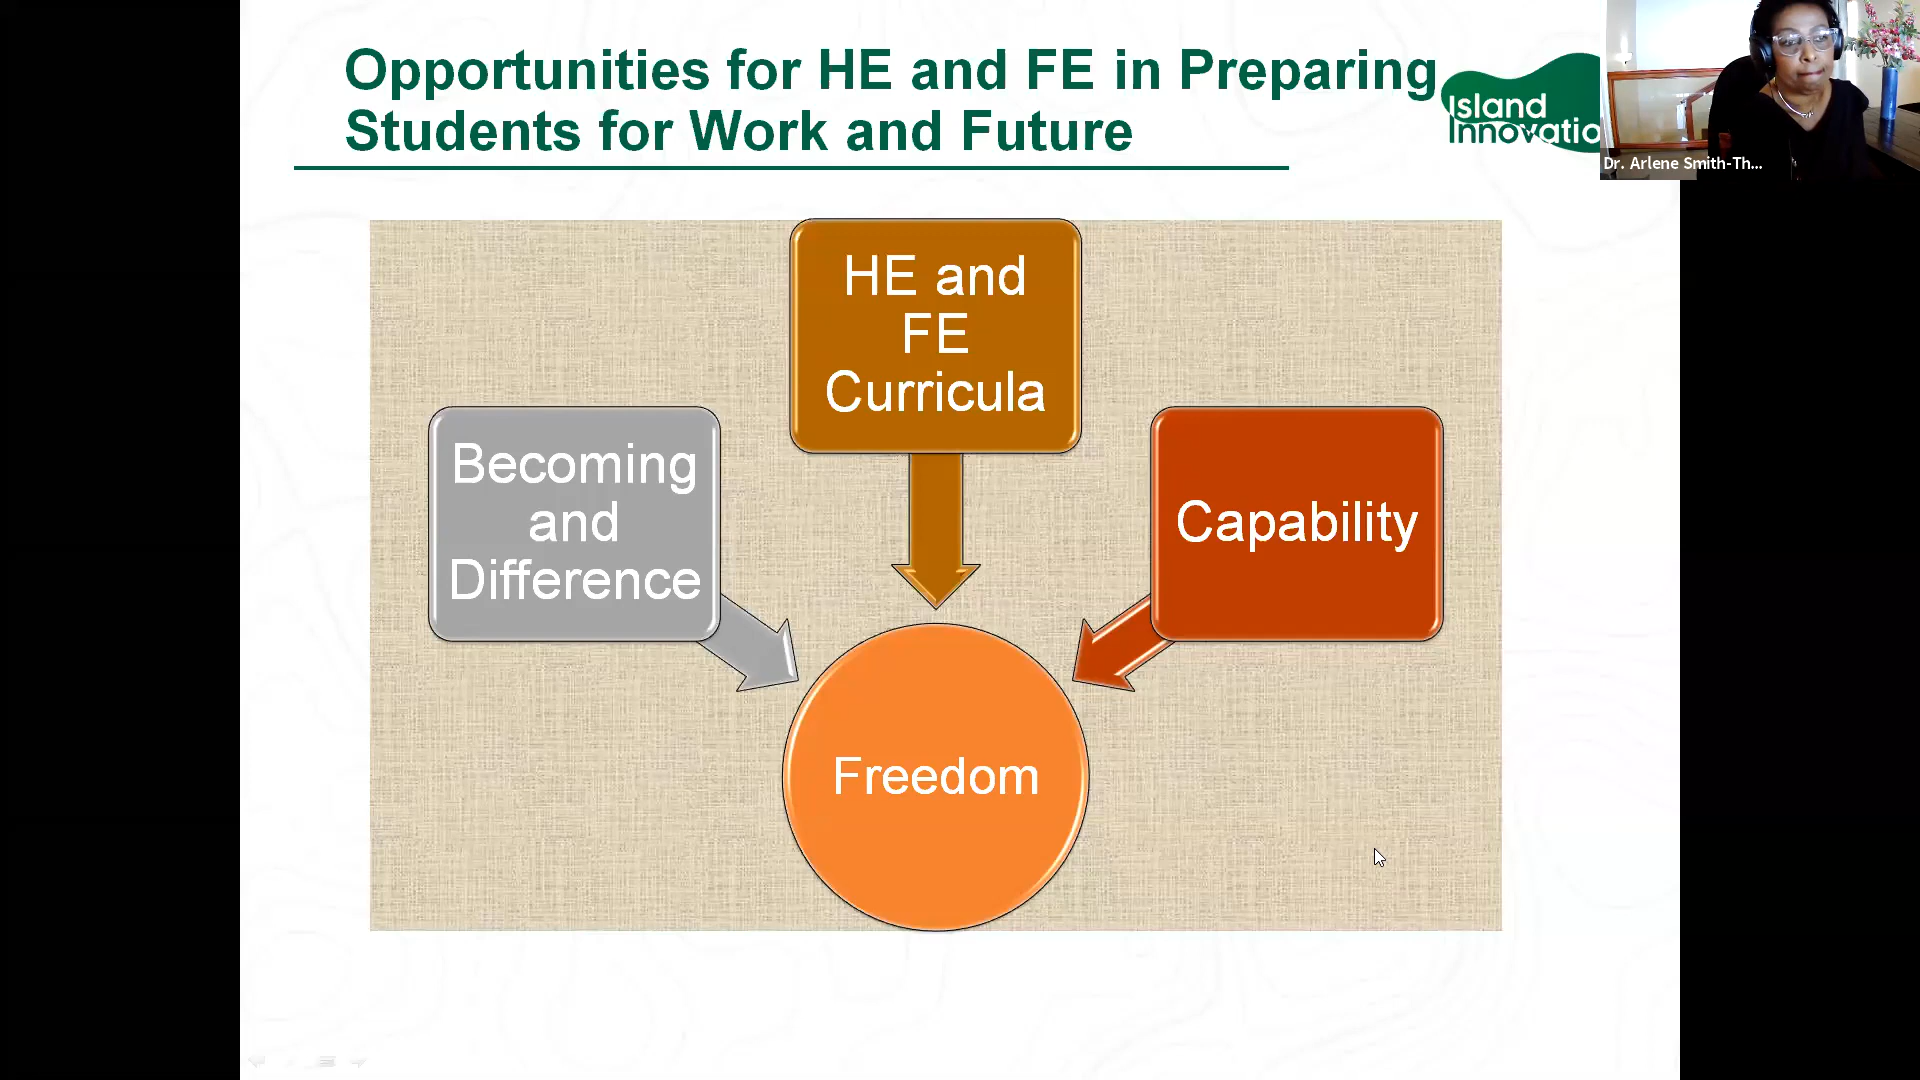 Opportunities for HE and FE in Preparing
Students for Work and Future
Island
Innovatio
Dr. Arlene Smith-Th...
HE and
FE
Curricula
Becoming
and
Difference
Capability
Freedom